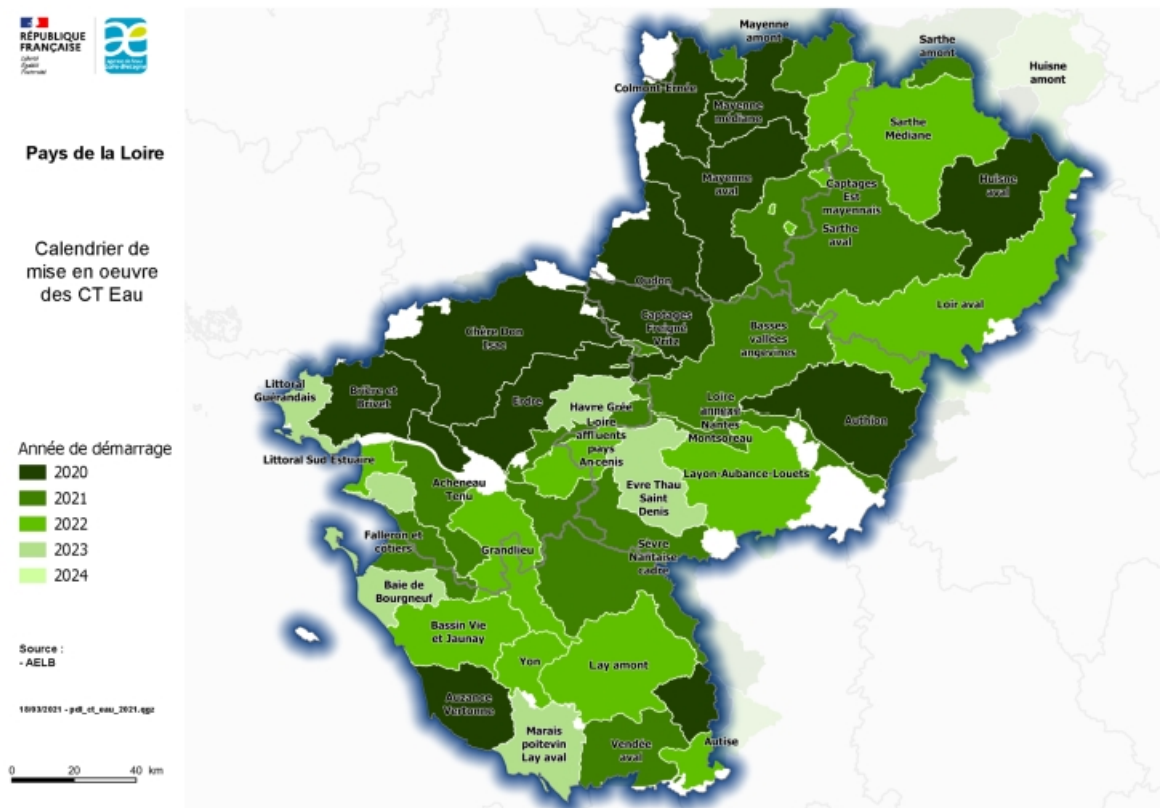 RÉPUBLIQUE
FRANÇAISE
Liberté
Égalité
Fraternité
Pays de la Loire
Calendrier de
mise en oeuvre
des CT Eau
Année de démarrage
2020
2021
2022
2023
2024
Source :
- AELB
18/03/2021 - pdl_ct_eau_2021.qgz
0 20 40 km
Mayenne
amont
Sarthe
amont
Huisne
amont
Colmont-Ernée
Mayenne
médiane
Sarthe
Médiane
Mayenne
aval
Huisne
aval
Captages
Est
mayennais
Sarthe
aval
Oudon
Loir aval
Captages
Freigné
Vritz
Basses
vallées
angevines
Chère Don
Isac
Littoral
Guérandais
Brière et
Brivet
Erdre
Havre Grée
Loire
affluents
pays
Ancenis
Loire
annexes
Nantes
Montsoreau
Authion
Littoral Sud Estuaire
Acheneau
Tenu
Evre Thau
Saint
Denis
Layon-Aubance-Louets
Falleron et
cotiers
Grandlieu
Sèvre
Nantaise
cadre
Baie de
Bourgneuf
Bassin Vie
et Jaunay
Yon
Lay amont
Auzance
Vertonne
Marais
poitevin
Lay aval
Vendée
aval
Autise